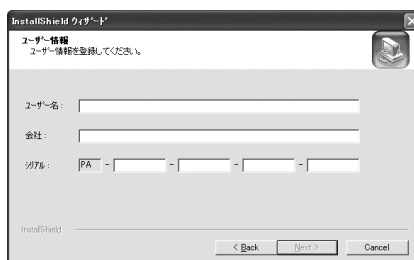 InstallShield ｳｨｻﾞｰﾄﾞ
ﾕｰｻﾞｰ情報
ﾕｰｻﾞｰ情報を登録してください。
ﾕｰｻﾞｰ名：
会社：
ｼﾘｱﾙ： PA - - - -
InstallShield
< Back Next > Cancel